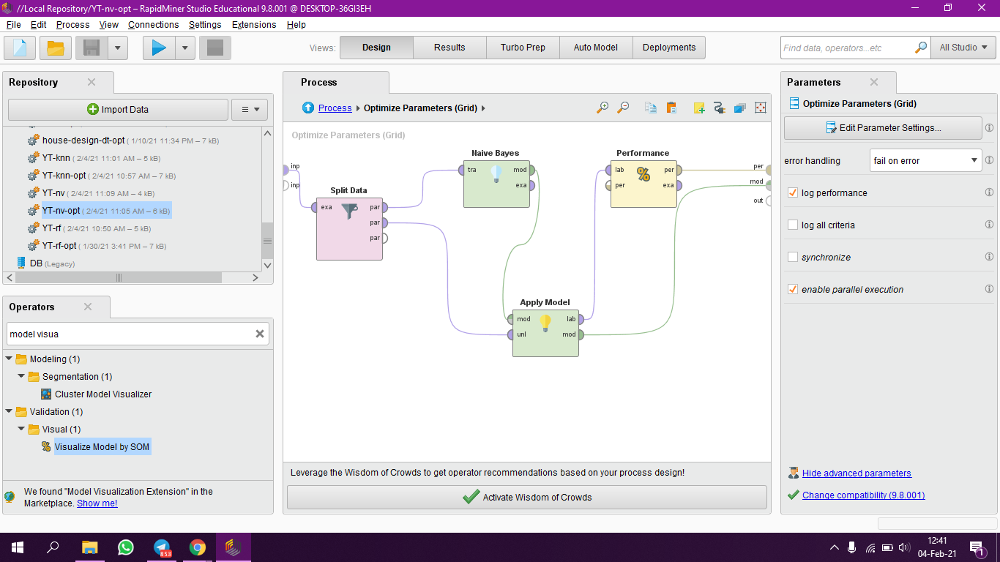 //Local Repository/YT-nv-opt – RapidMiner Studio Educational 9.8.001 @ DESKTOP-36GI3EH
File Edit Process View Connections Settings Extensions Help
Views: Design Results Turbo Prep Auto Model Deployments
Find data, operators...etc
All Studio
Repository
Import Data
house-design-dt-opt ( 1/10/21 11:34 PM – 7 kB)
YT-knn ( 2/4/21 11:01 AM – 5 kB)
YT-knn-opt ( 2/4/21 10:57 AM – 7 kB)
YT-nv ( 2/4/21 11:09 AM – 4 kB)
YT-nv-opt ( 2/4/21 11:05 AM – 6 kB)
YT-rf ( 2/4/21 10:50 AM – 5 kB)
YT-rf-opt ( 1/30/21 3:41 PM – 7 kB)
DB (Legacy)
Operators
model visua
Modeling (1)
Segmentation (1)
Cluster Model Visualizer
Validation (1)
Visual (1)
Visualize Model by SOM
We found "Model Visualization Extension" in the
Marketplace. Show me!
Process
Process Optimize Parameters (Grid)
Optimize Parameters (Grid)
inp
inp
Split Data
exa par
par
par
Naive Bayes
tra mod
exa
Apply Model
mod lab
unl mod
Performance
lab per
per exa
per
mod
out
Leverage the Wisdom of Crowds to get operator recommendations based on your process design!
Activate Wisdom of Crowds
Parameters
Optimize Parameters (Grid)
Edit Parameter Settings...
error handling fail on error
log performance
log all criteria
synchronize
enable parallel execution
Hide advanced parameters
Change compatibility (9.8.001)
853
12:41
04-Feb-21
1